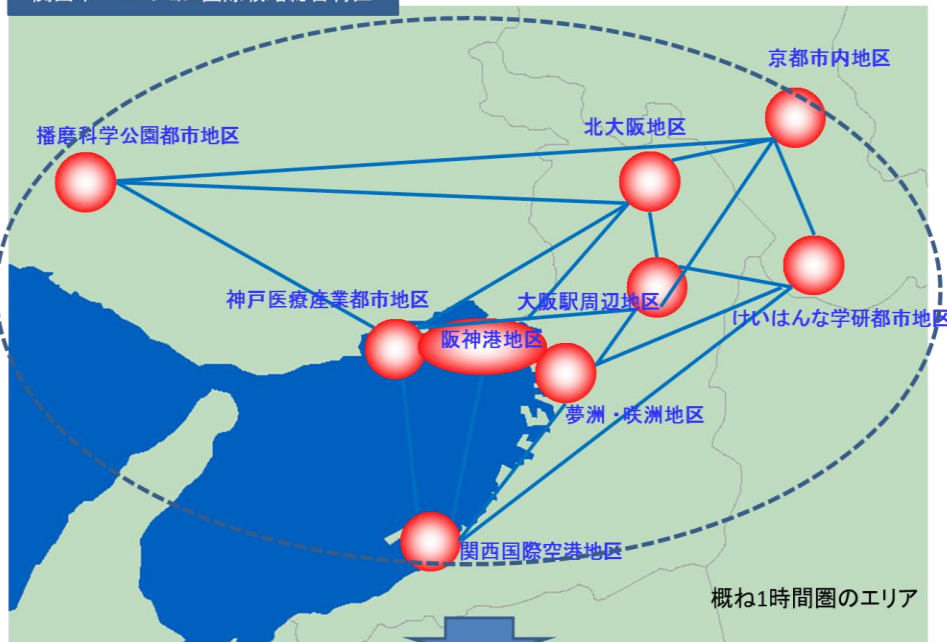 京都市内地区
北大阪地区
播磨科学公園都市地区
神戸医療産業都市地区
大阪駅周辺地区
けいはんな学研都市地区
阪神港地区
夢洲・咲洲地区
関西国際空港地区
概ね1時間圏のエリア